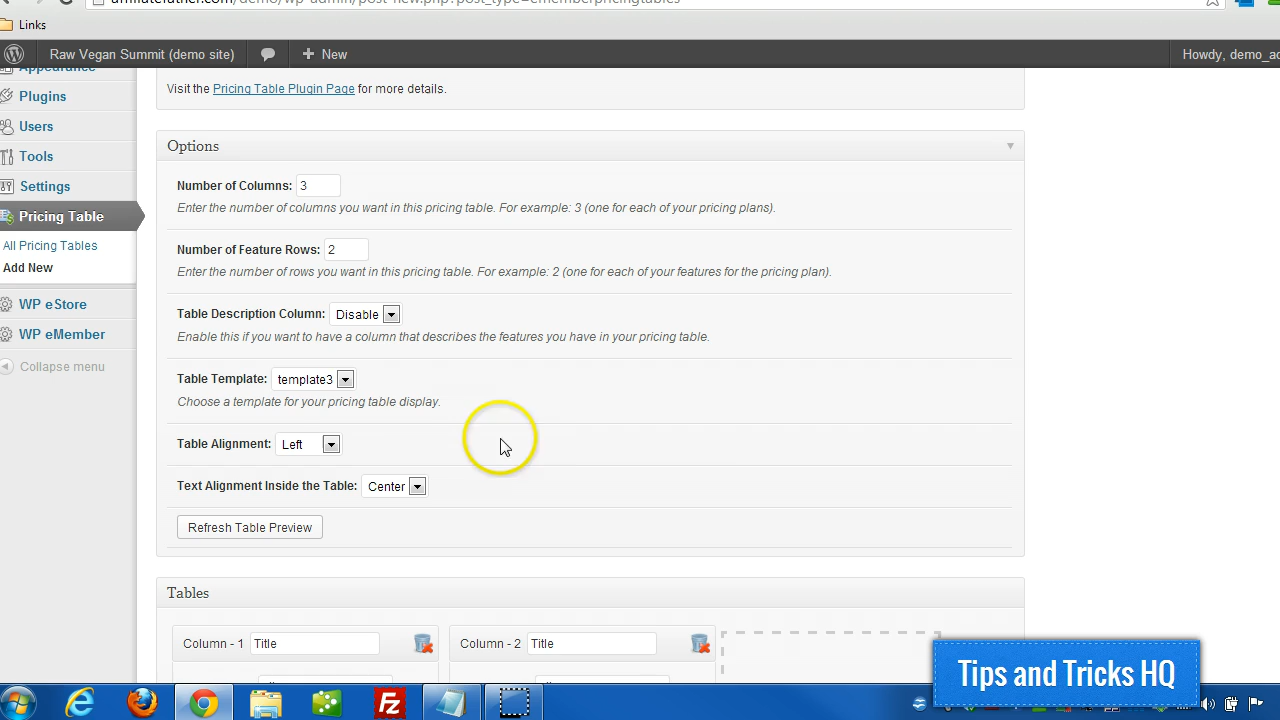 Links
Raw Vegan Summit (demo site)
New
Howdy, demo_ac
Plugins
Users
Tools
Settings
Pricing Table
All Pricing Tables
Add New
WP eStore
WP eMember
Collapse menu
Visit the Pricing Table Plugin Page for more details.
Options
Number of Columns: 3
Enter the number of columns you want in this pricing table. For example: 3 (one for each of your pricing plans).
Number of Feature Rows: 2
Enter the number of rows you want in this pricing table. For example: 2 (one for each of your features for the pricing plan).
Table Description Column: Disable
Enable this if you want to have a column that describes the features you have in your pricing table.
Table Template: template3
Choose a template for your pricing table display.
Table Alignment: Left
Text Alignment Inside the Table: Center
Refresh Table Preview
Tables
Column - 1 Title
Column - 2 Title
Tips and Tricks HQ